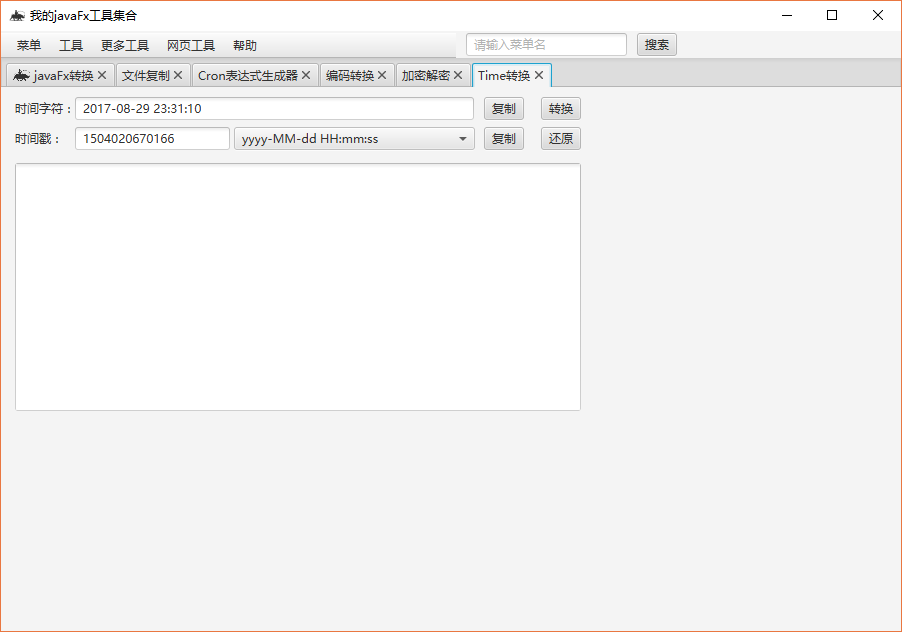 我的javaFx工具集合
菜单 工具 更多工具 网页工具 帮助 请输入菜单名 搜索
javaFx转换 文件复制 Cron表达式生成器 编码转换 加密解密 Time转换
时间字符： 2017-08-29 23:31:10 复制 转换
时间戳： 1504020670166 yyyy-MM-dd HH:mm:ss 复制 还原